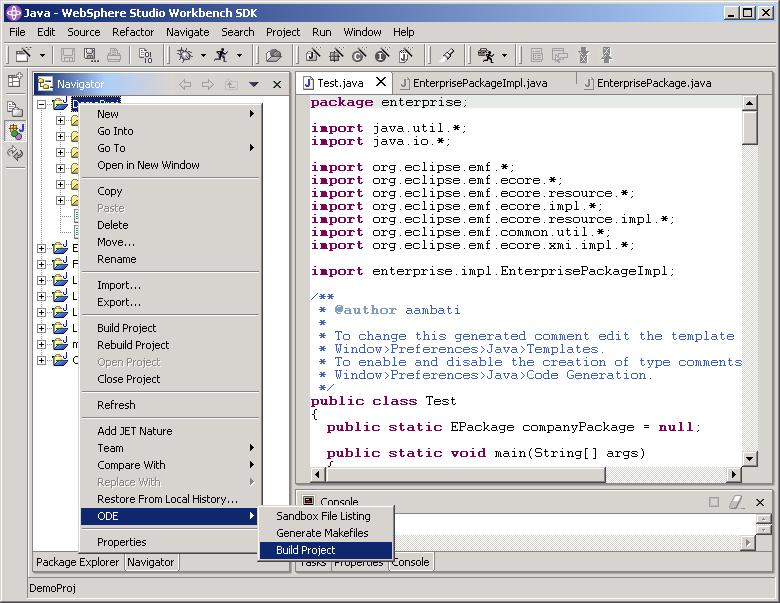 Java - WebSphere Studio Workbench SDK
File Edit Source Refactor Navigate Search Project Run Window Help
Navigator
New
Go Into
Go To
Open in New Window
Copy
Paste
Delete
Move...
Rename
Import...
Export...
Build Project
Rebuild Project
Open Project
Close Project
Refresh
Add JET Nature
Team
Compare With
Replace With
Restore From Local History...
ODE
Properties
Sandbox File Listing
Generate Makefiles
Build Project
E
F
L
L
L
L
m
C
Package Explorer Navigator
Test.java EnterprisePackageImpl.java EnterprisePackage.java
package enterprise;
import java.util.*;
import java.io.*;
import org.eclipse.emf.*;
import org.eclipse.emf.ecore.*;
import org.eclipse.emf.ecore.resource.*;
import org.eclipse.emf.ecore.impl.*;
import org.eclipse.emf.ecore.resource.impl.*;
import org.eclipse.emf.common.util.*;
import org.eclipse.emf.ecore.xmi.impl.*;
import enterprise.impl.EnterprisePackageImpl;
/**
* @author aambati
*
* To change this generated comment edit the template
* Window>Preferences>Java>Templates.
* To enable and disable the creation of type comments
* Window>Preferences>Java>Code Generation.
*/
public class Test
{
public static EPackage companyPackage = null;
public static void main(String[] args)
{
Console
Tasks Properties Console
DemoProj